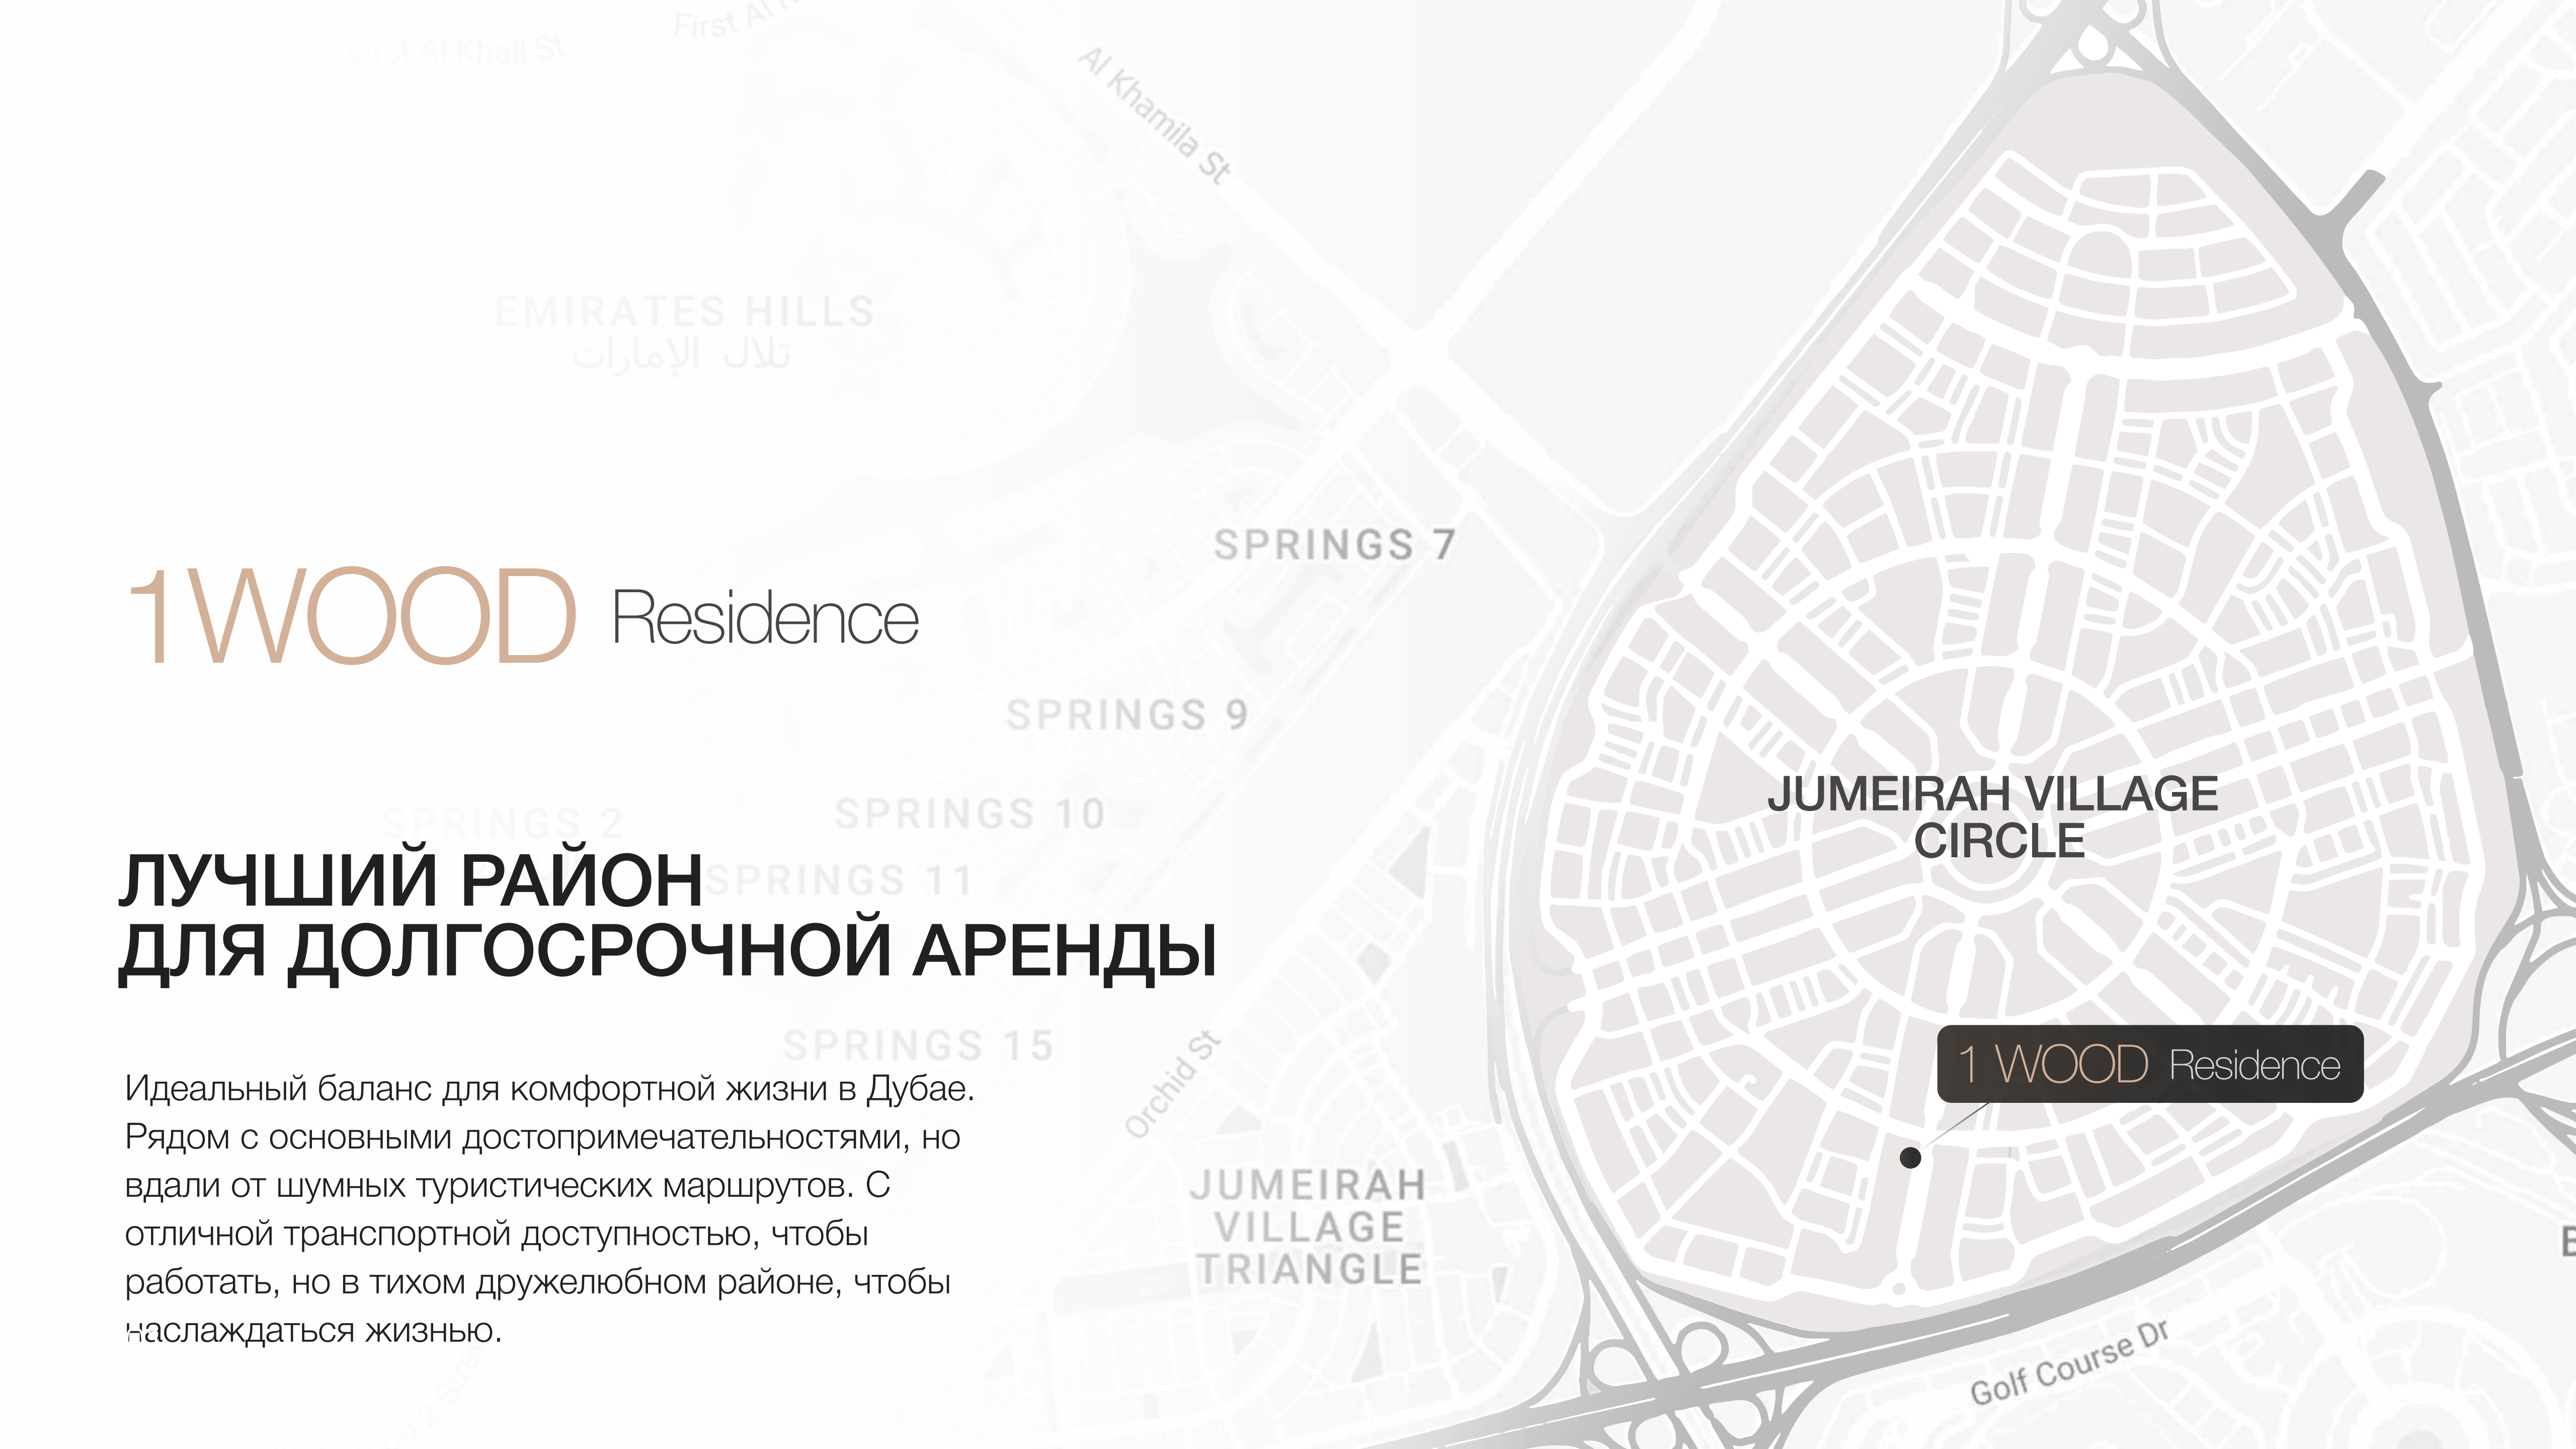 First Al Khail St
First Al
Al Khamila St
EMIRATES HILLS
تلال الإمارات
SPRINGS 7
1WOOD Residence
SPRINGS 9
SPRINGS 2
SPRINGS 10
JUMEIRAH VILLAGE
CIRCLE
SPRINGS 11
ЛУЧШИЙ РАЙОН
ДЛЯ ДОЛГОСРОЧНОЙ АРЕНДЫ
SPRINGS 15
Orchid St
1 WOOD Residence
Идеальный баланс для комфортной жизни в Дубае.
Рядом с основными достопримечательностями, но
вдали от шумных туристических маршрутов. С
отличной транспортной доступностью, чтобы
работать, но в тихом дружелюбном районе, чтобы
наслаждаться жизнью.
JUMEIRAH
VILLAGE
TRIANGLE
Golf Course Dr